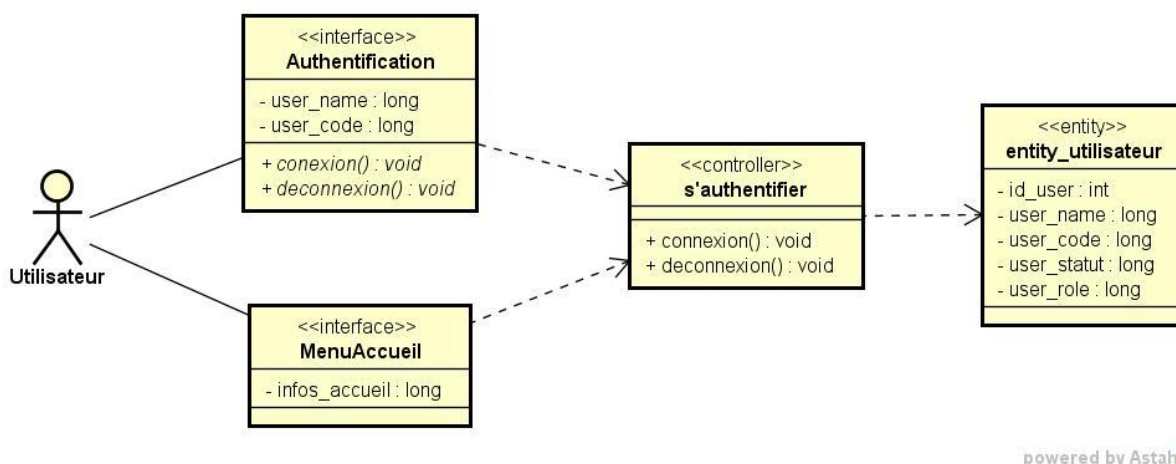 <<interface>>
Authentification
- user_name : long
- user_code : long
+ conexion() : void
+ deconnexion() : void
Utilisateur
<<interface>>
MenuAccueil
- infos_accueil : long
<<controller>>
s'authentifier
+ connexion() : void
+ deconnexion() : void
<<entity>>
entity_utilisateur
- id_user : int
- user_name : long
- user_code : long
- user_statut : long
- user_role : long
powered by Astah